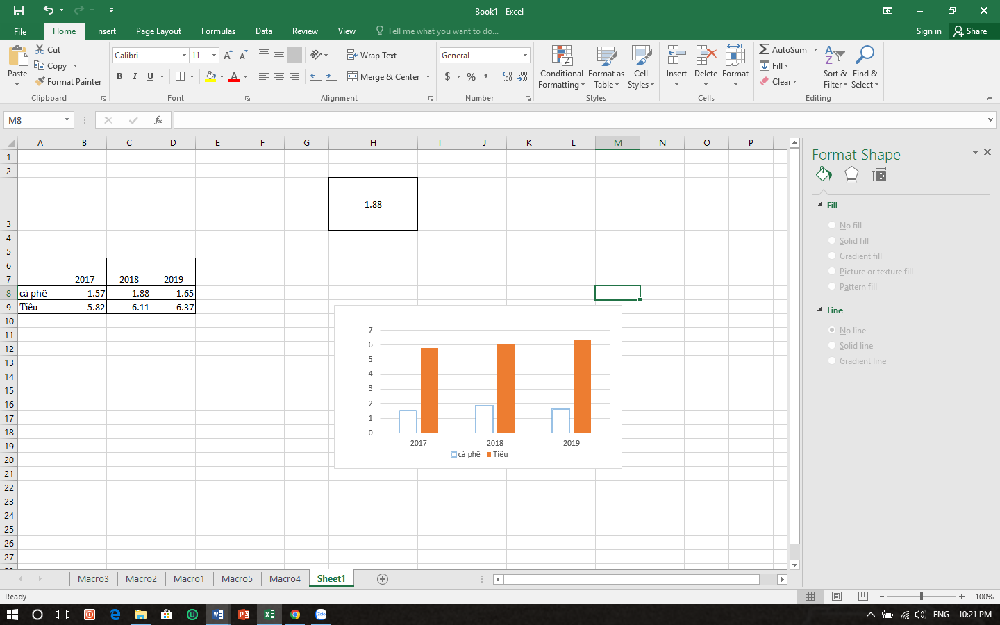 Book1 - Excel
File Home Insert Page Layout Formulas Data Review View Tell me what you want to do... Sign in Share
Paste Cut Copy Format Painter Clipboard
Calibri 11 A A B I U A Font
Wrap Text Merge & Center Alignment
General $ % , .0 .00 .00 .0 Number
Conditional Formatting Format as Table Cell Styles Styles
Insert Delete Format Cells
AutoSum Fill Clear Sort & Filter Find & Select Editing
M8 fx
A B C D E F G H I J K L M N O P
1
2
3 1.88
4
5
6
7 2017 2018 2019
8 cà phê 1.57 1.88 1.65
9 Tiêu 5.82 6.11 6.37
10
11
12
13
14
15
16
17
18
19
20
21
22
23
24
25
26
27
28
7
6
5
4
3
2
1
0
2017 2018 2019
cà phê Tiêu
Format Shape
Fill
No fill
Solid fill
Gradient fill
Picture or texture fill
Pattern fill
Line
No line
Solid line
Gradient line
Macro3 Macro2 Macro1 Macro5 Macro4 Sheet1
Ready 100%
ENG 10:21 PM